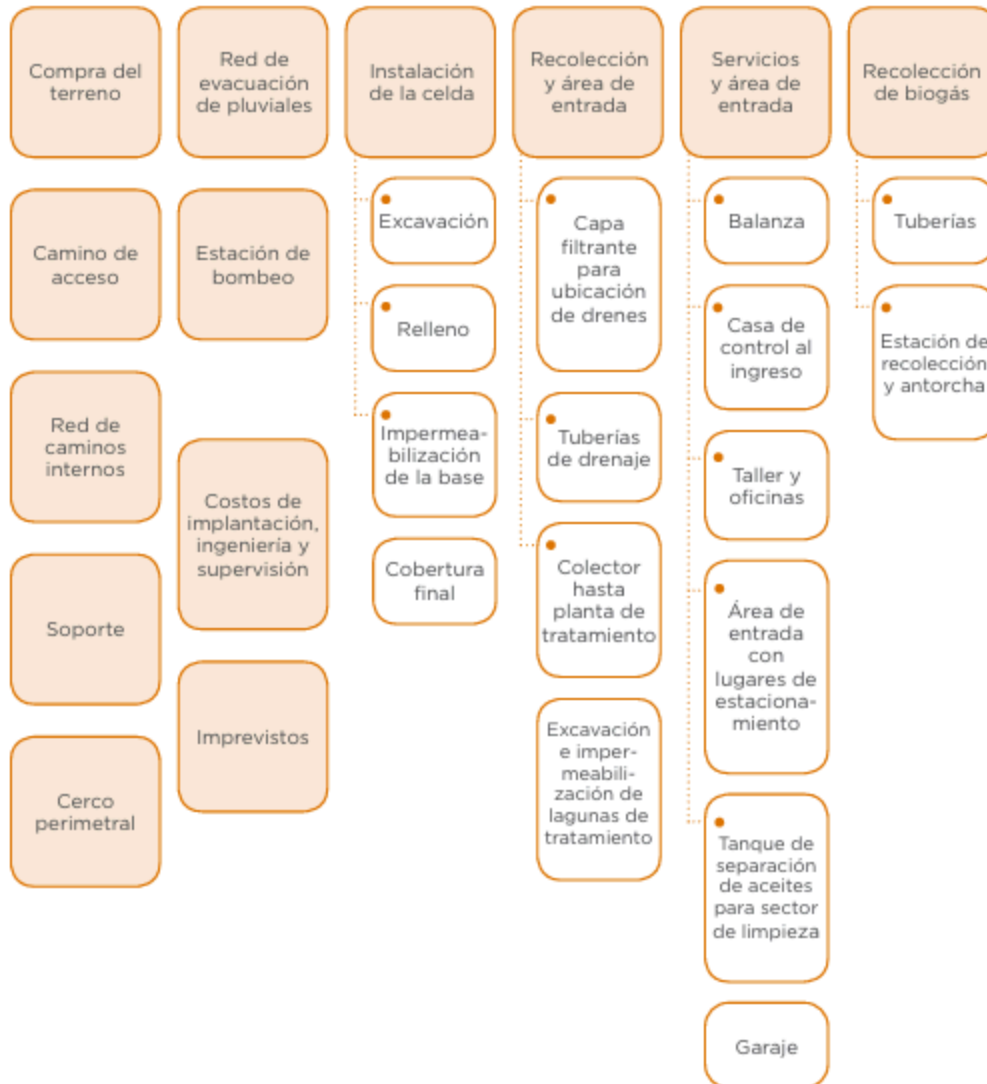 Compra del
terreno
Red de
evacuación
de pluviales
Instalación
de la celda
Recolección
y área de
entrada
Servicios
y área de
entrada
Recolección
de biogás
Camino de
acceso
Red de
caminos
internos
Soporte
Cerco
perimetral
Estación de
bombeo
Costos de
implantación,
ingeniería y
supervisión
Imprevistos
Excavación
Relleno
Impermea-
bilización
de la base
Cobertura
final
Capa
filtrante
para
ubicación
de drenes
Tuberías
de drenaje
Colector
hasta
planta de
tratamiento
Excavación
e imper-
meabili-
zación de
lagunas de
tratamiento
Balanza
Casa de
control al
ingreso
Taller y
oficinas
Área de
entrada
con
lugares de
estaciona-
miento
Tanque de
separación
de aceites
para sector
de limpieza
Garaje
Tuberías
Estación de
recolección
y antorcha